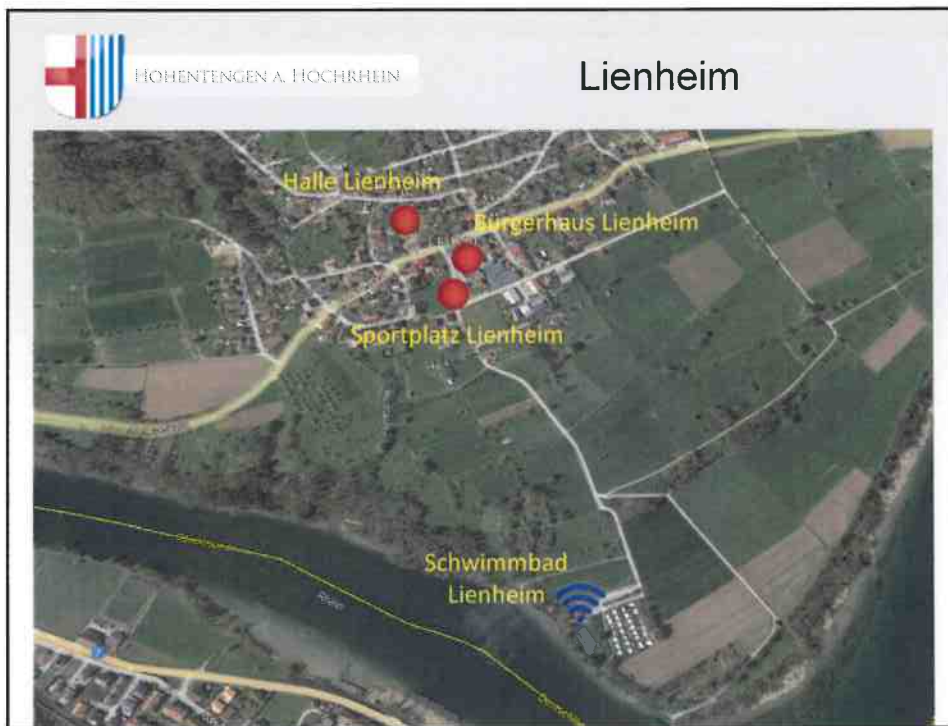 HOHENTENGEN A. HOCHRHEIN
Lienheim
Halle Lienheim
Bürgerhaus Lienheim
Sportplatz Lienheim
Schwimmbad
Lienheim
Rhein